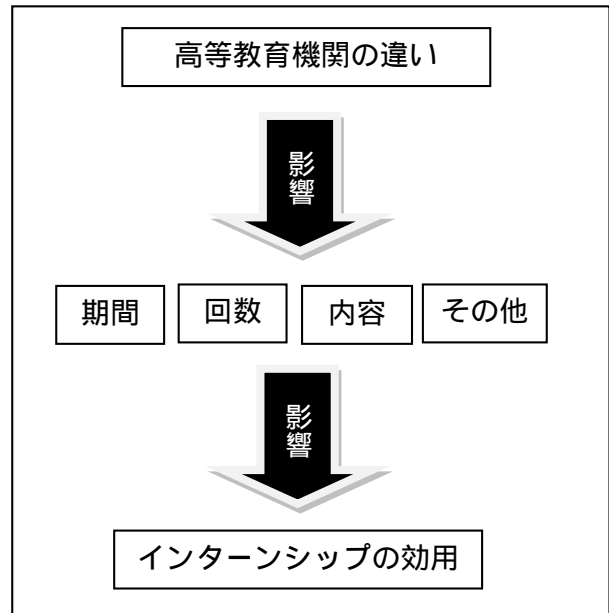 高等教育機関の違い
影響
期間 回数 内容 その他
影響
インターンシップの効用